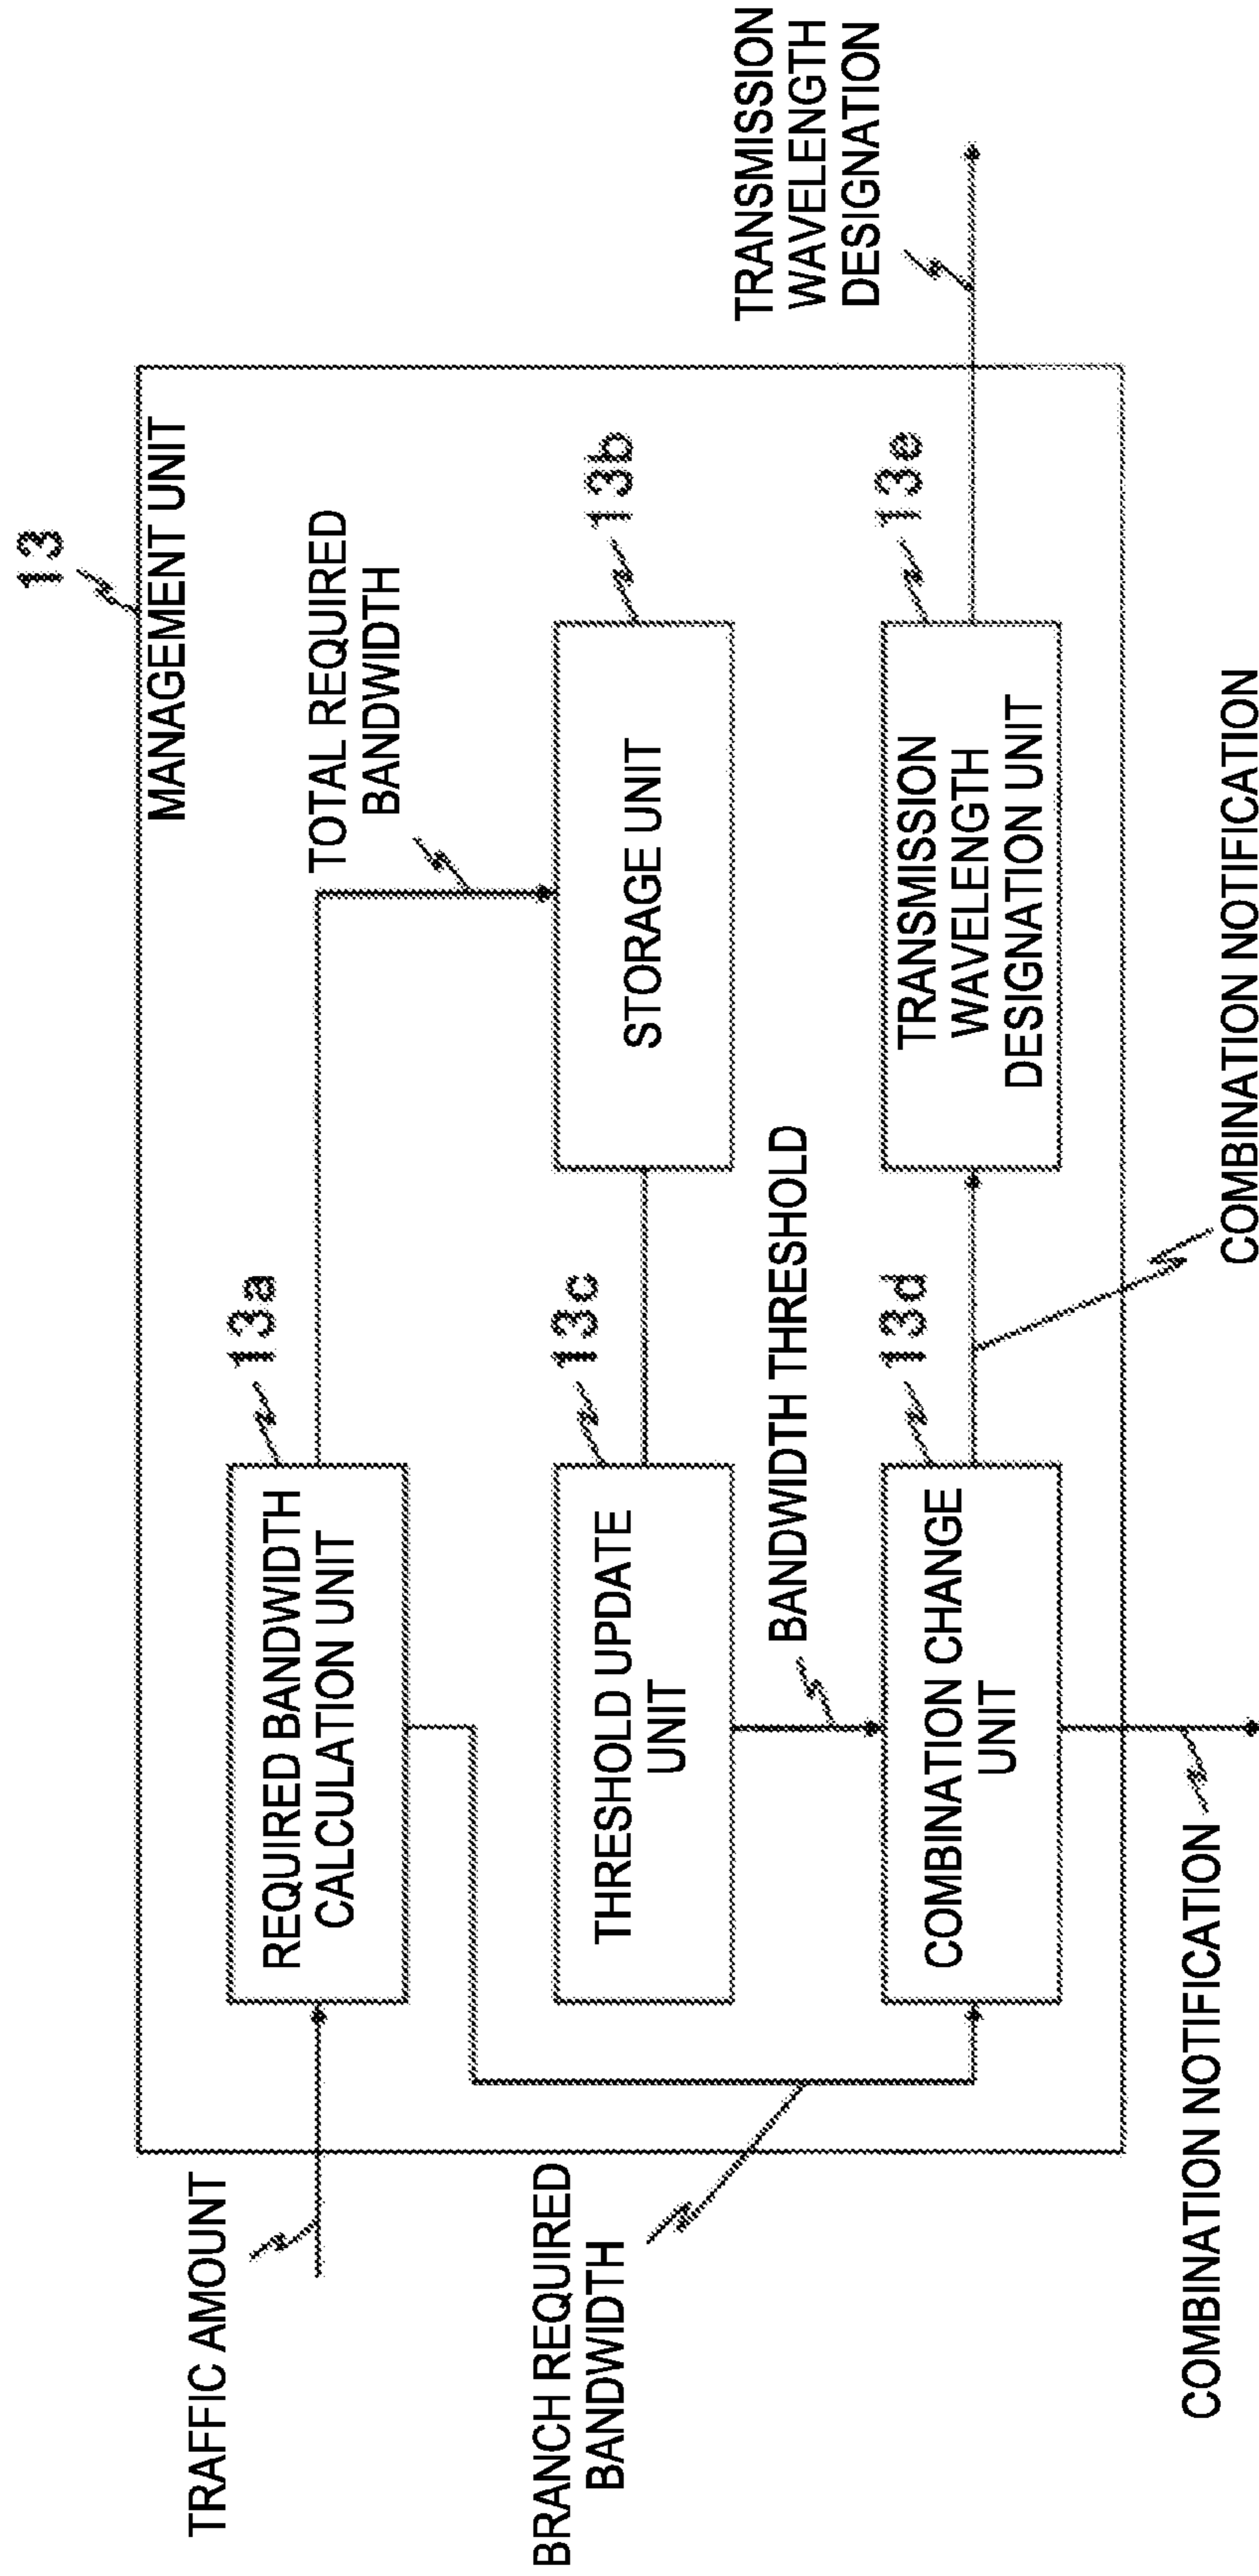 13
MANAGEMENT UNIT
TRAFFIC AMOUNT
13a
REQUIRED BANDWIDTH
CALCULATION UNIT
TOTAL REQUIRED
BANDWIDTH
13b
STORAGE UNIT
13c
THRESHOLD UPDATE
UNIT
BRANCH REQUIRED
BANDWIDTH
BANDWIDTH THRESHOLD
13d
COMBINATION CHANGE
UNIT
13e
TRANSMISSION
WAVELENGTH
DESIGNATION UNIT
TRANSMISSION
WAVELENGTH
DESIGNATION
COMBINATION NOTIFICATION
COMBINATION NOTIFICATION